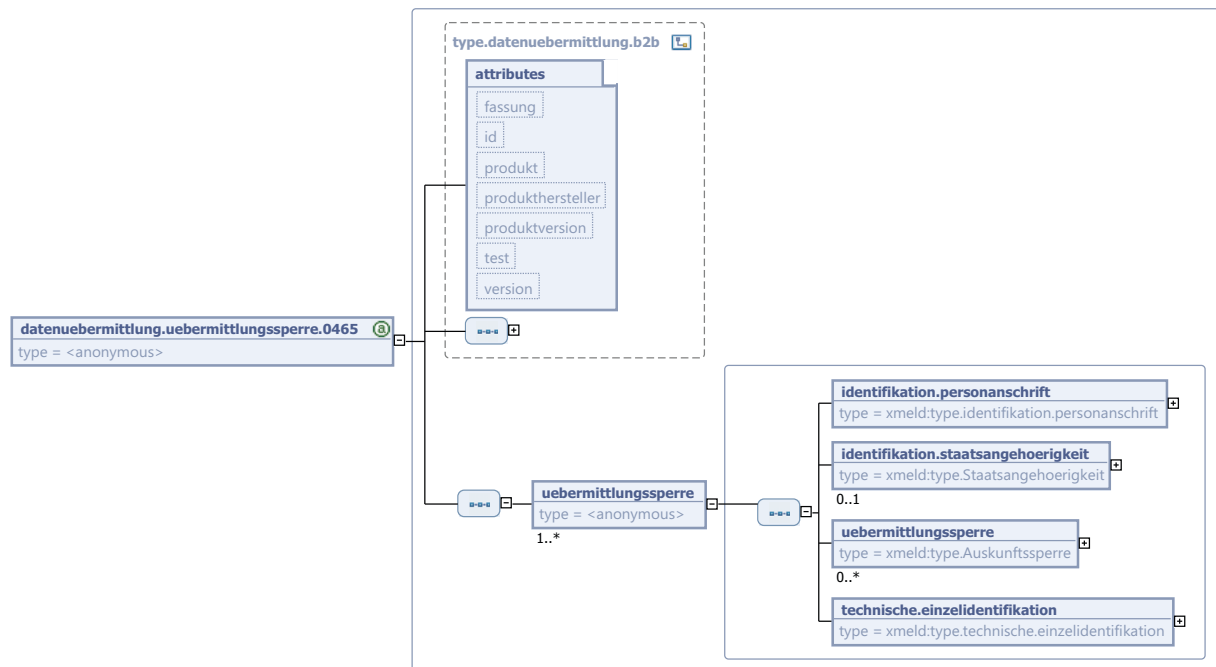 type.datenuebermittlung.b2b
attributes
fassung
id
produkt
produkthersteller
produktversion
test
version
datenuebermittlung.uebermittlungssperre.0465 @
type = <anonymous>
uebermittlungssperre
type = <anonymous>
1..*
identifikation.personanschrift
type = xmeld:type.identifikation.personanschrift
identifikation.staatsangehoerigkeit
type = xmeld:type.Staatsangehoerigkeit
0..1
uebermittlungssperre
type = xmeld:type.Auskunftssperre
0..*
technische.einzelidentifikation
type = xmeld:type.technische.einzelidentifikation